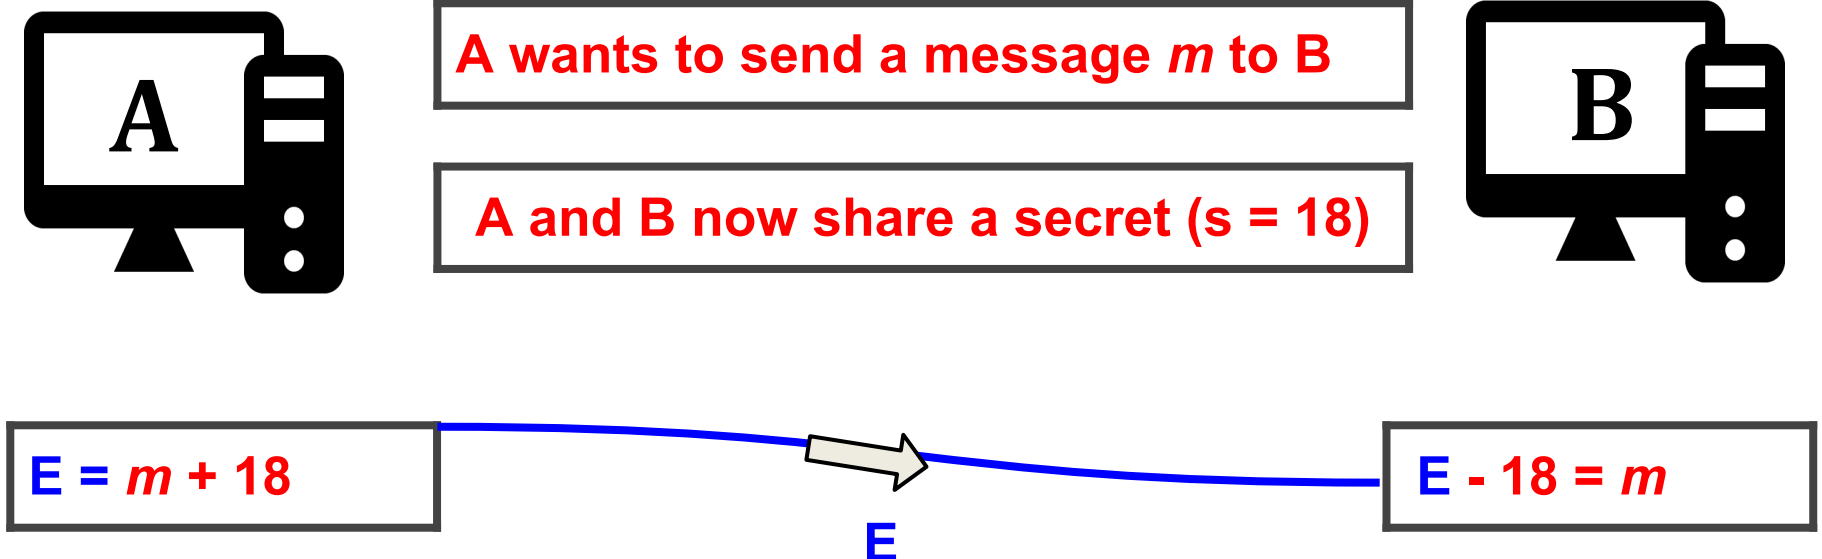 A
A wants to send a message m to B
B
A and B now share a secret (s = 18)
E = m + 18
E - 18 = m
E